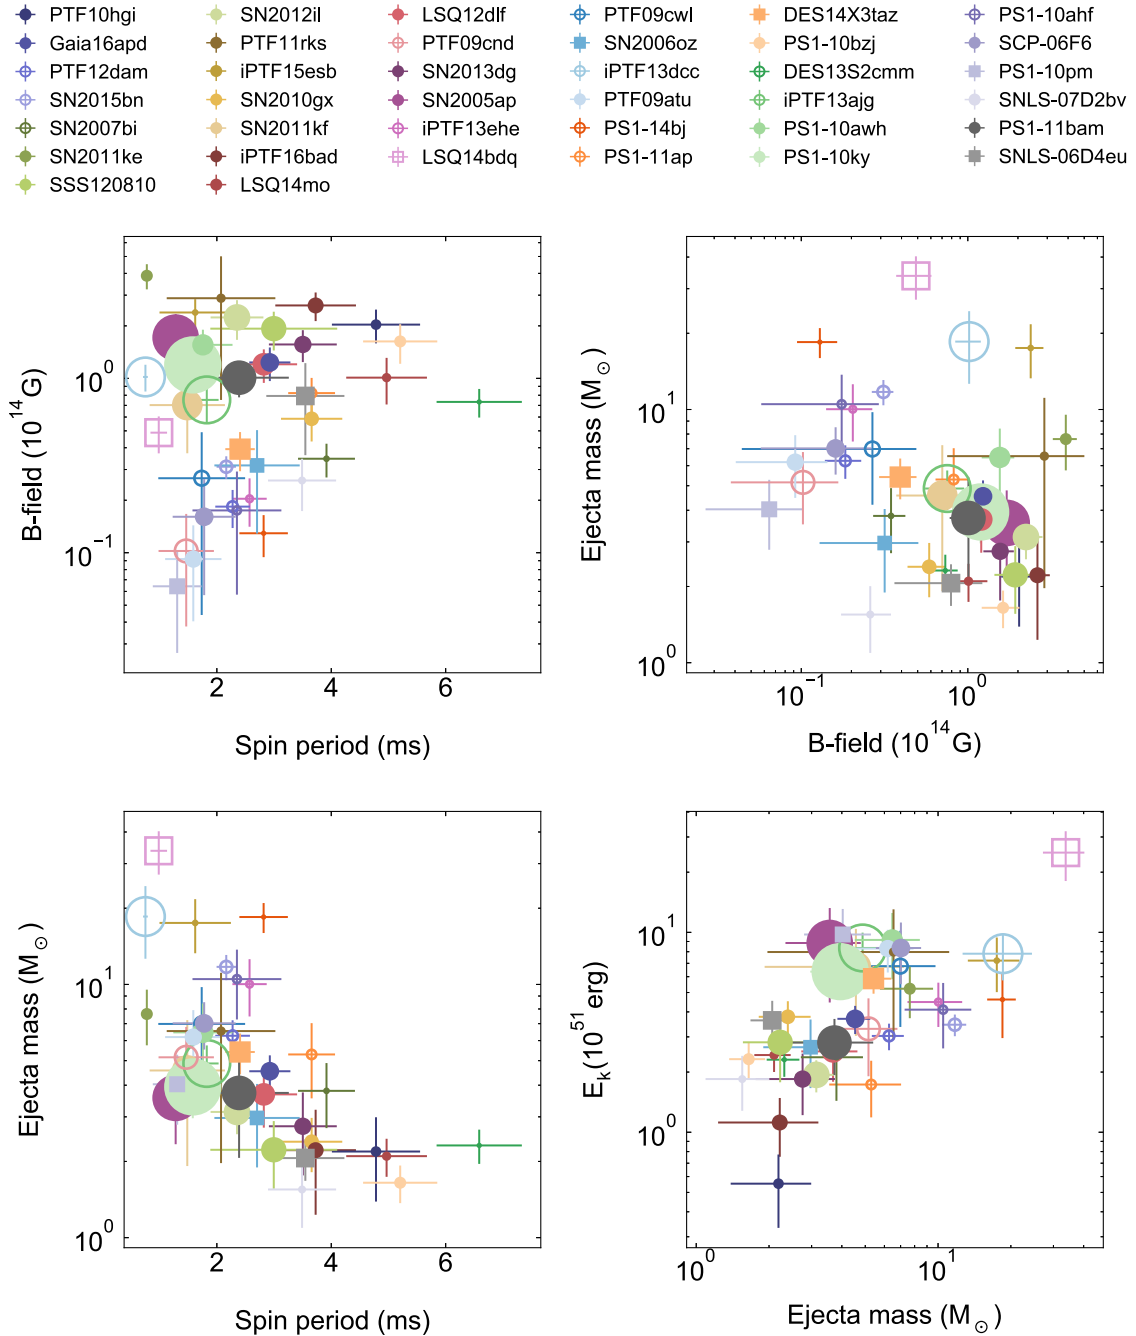 PTF10hgi SN2012il LSQ12dlf PTF09cwl DES14X3taz PS1-10ahf
Gaia16apd PTF11rks PTF09cnd SN2006oz PS1-10bzj SCP-06F6
PTF12dam iPTF15esb SN2013dg iPTF13dcc DES13S2cmm PS1-10pm
SN2015bn SN2010gx SN2005ap PTF09atu iPTF13ajg SNLS-07D2bv
SN2007bi SN2011kf iPTF13ehe PS1-14bj PS1-10awh PS1-11bam
SN2011ke iPTF16bad LSQ14bdq PS1-11ap PS1-10ky SNLS-06D4eu
SSS120810 LSQ14mo
B-field (10^14 G)
10^0
10^-1
2 4 6
Spin period (ms)
Ejecta mass (M_⊙)
10^1
10^0
10^-1 10^0
B-field (10^14 G)
Ejecta mass (M_⊙)
10^1
10^0
2 4 6
Spin period (ms)
E_k(10^51 erg)
10^1
10^0
10^0 10^1
Ejecta mass (M_⊙)